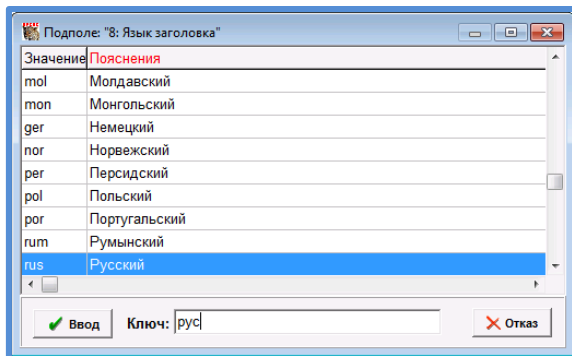 Подполе: "8: Язык заголовка"
Значение Пояснения
mol Молдавский
mon Монгольский
ger Немецкий
nor Норвежский
per Персидский
pol Польский
por Португальский
rum Румынский
rus Русский
Ввод Ключ: рус Отказ